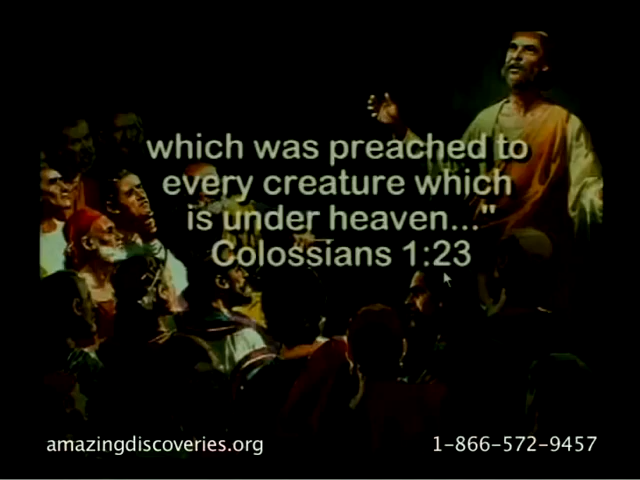 which was preached to
every creature which
is under heaven..."
Colossians 1:23
amazingdiscoveries.org
1-866-572-9457